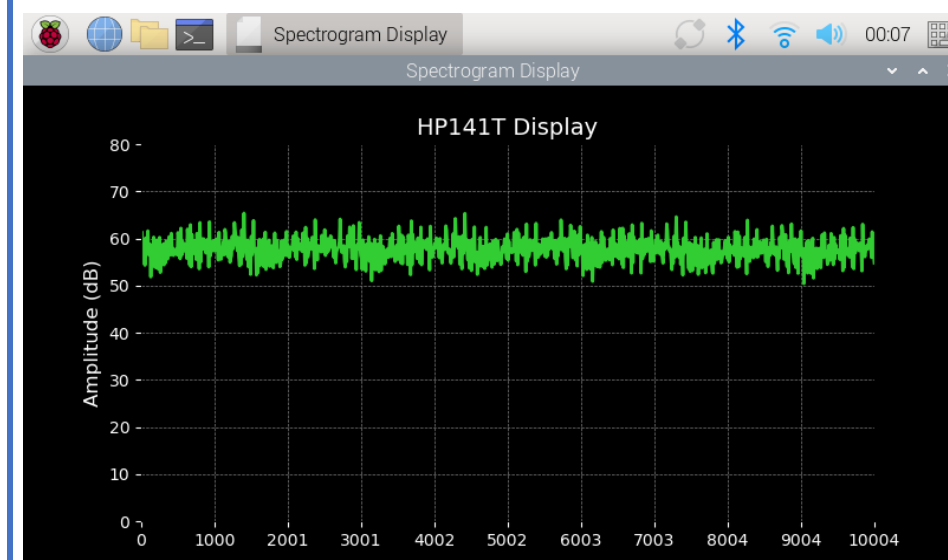 >_ Spectrogram Display 00:07
Spectrogram Display
HP141T Display
Amplitude (dB)
80
70
60
50
40
30
20
10
0
0 1000 2001 3001 4002 5002 6003 7003 8004 9004 10004